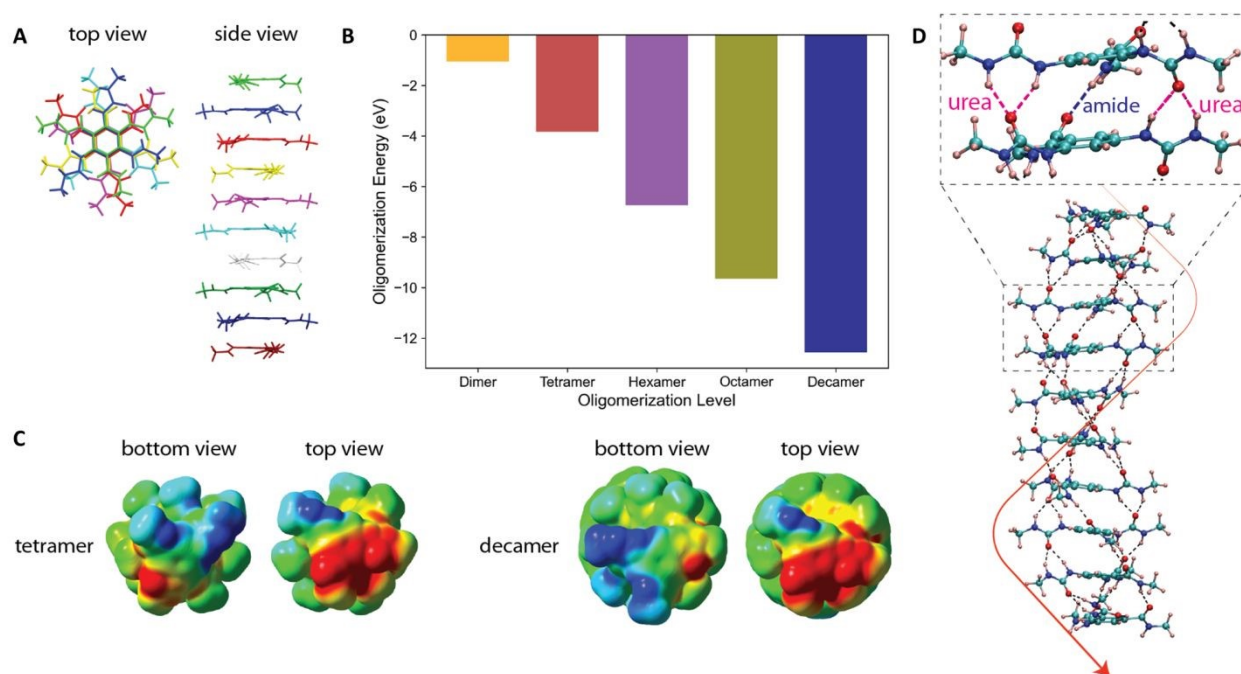 A
top view
side view
B
Oligomerization Energy (eV)
0
−2
−4
−6
−8
−10
−12
Dimer
Tetramer
Hexamer
Octamer
Decamer
Oligomerization Level
C
bottom view
top view
bottom view
top view
tetramer
decamer
D
urea
amide
urea